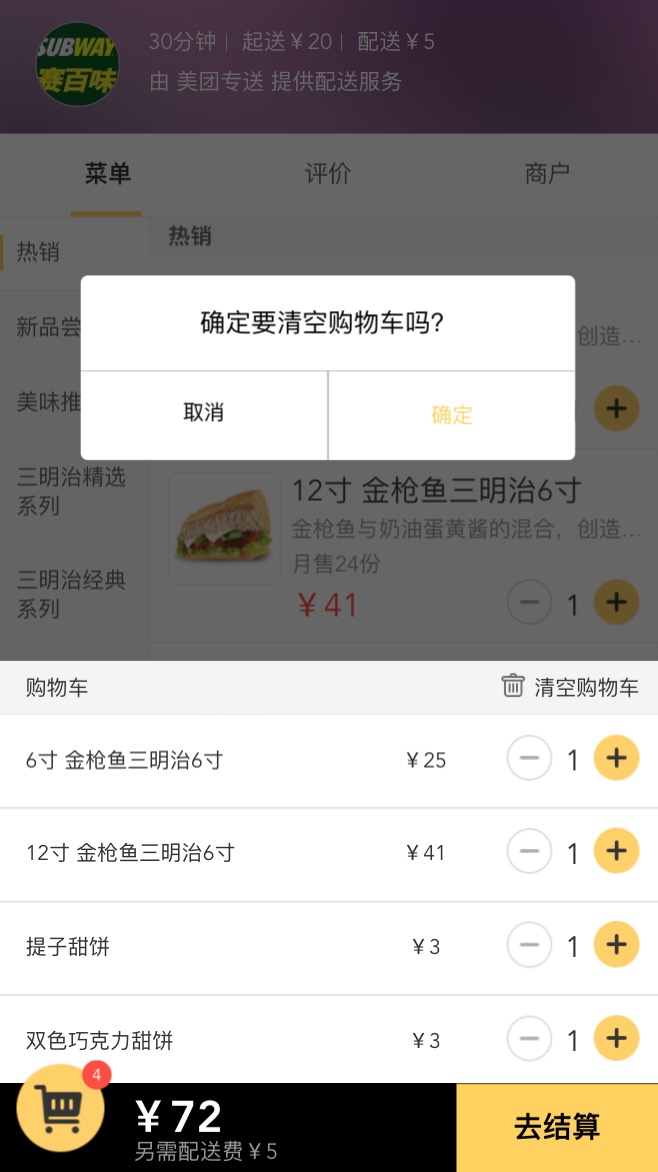 SUBWAY
赛百味
30分钟| 起送￥20| 配送￥5
由 美团专送 提供配送服务
菜单
评价
商户
热销
新品尝
美味推
三明治精选
系列
三明治经典
系列
热销
创造...
确定要清空购物车吗?
取消
确定
12寸 金枪鱼三明治6寸
金枪鱼与奶油蛋黄酱的混合，创造...
月售24份
￥41
1
购物车
清空购物车
6寸 金枪鱼三明治6寸 ￥25 1
12寸 金枪鱼三明治6寸 ￥41 1
提子甜饼 ￥3 1
双色巧克力甜饼 ￥3 1
4
￥72
另需配送费￥5
去结算